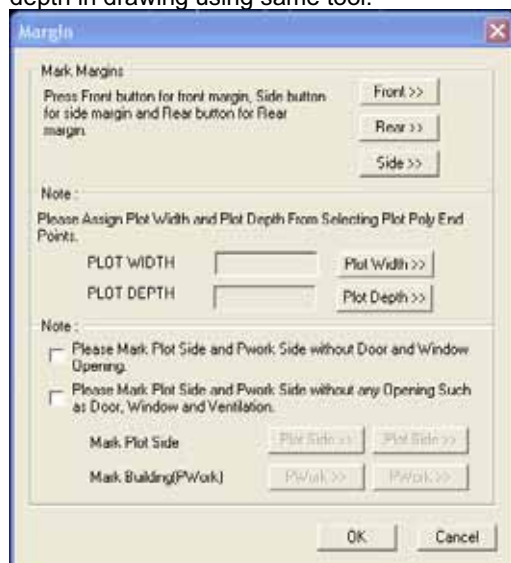 depth in drawing using same tool.
Margin
Mark Margins
Press Front button for front margin, Side button
for side margin and Rear button for Rear
margin.
Front >>
Rear >>
Side >>
Note :
Please Assign Plot Width and Plot Depth From Selecting Plot Poly End
Points.
PLOT WIDTH
Plot Width >>
PLOT DEPTH
Plot Depth >>
Note :
Please Mark Plot Side and Pwork Side without Door and Window
Opening.
Please Mark Plot Side and Pwork Side without any Opening Such
as Door, Window and Ventilation.
Mark Plot Side
Plot Side >>
Plot Side >>
Mark Building(PWork)
PWork >>
PWork >>
OK
Cancel